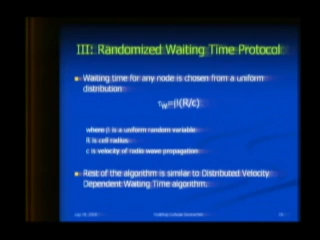 III: Randomized Waiting Time Protocol
Waiting time for any node is chosen from a uniform
distribution
τW=β(R/c)
where β is a uniform random variable
R is cell radius
c is velocity of radio wave propagation
Rest of the algorithm is similar to Distributed Velocity
Dependent Waiting Time algorithm.